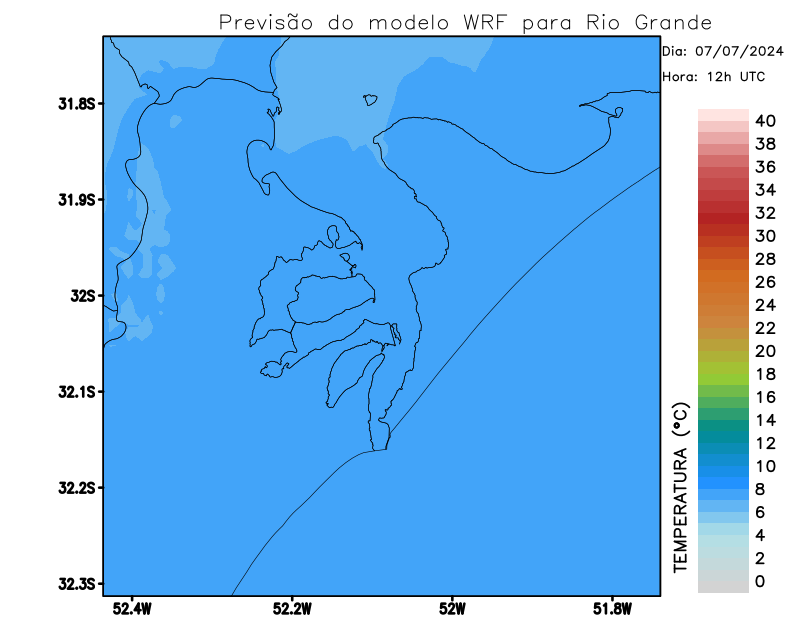 Previsão do modelo WRF para Rio Grande
Dia: 07/07/2024
Hora: 12h UTC
31.8S
31.9S
32S
32.1S
32.2S
32.3S
52.4W
52.2W
52W
51.8W
TEMPERATURA (ºC)
40
38
36
34
32
30
28
26
24
22
20
18
16
14
12
10
8
6
4
2
0